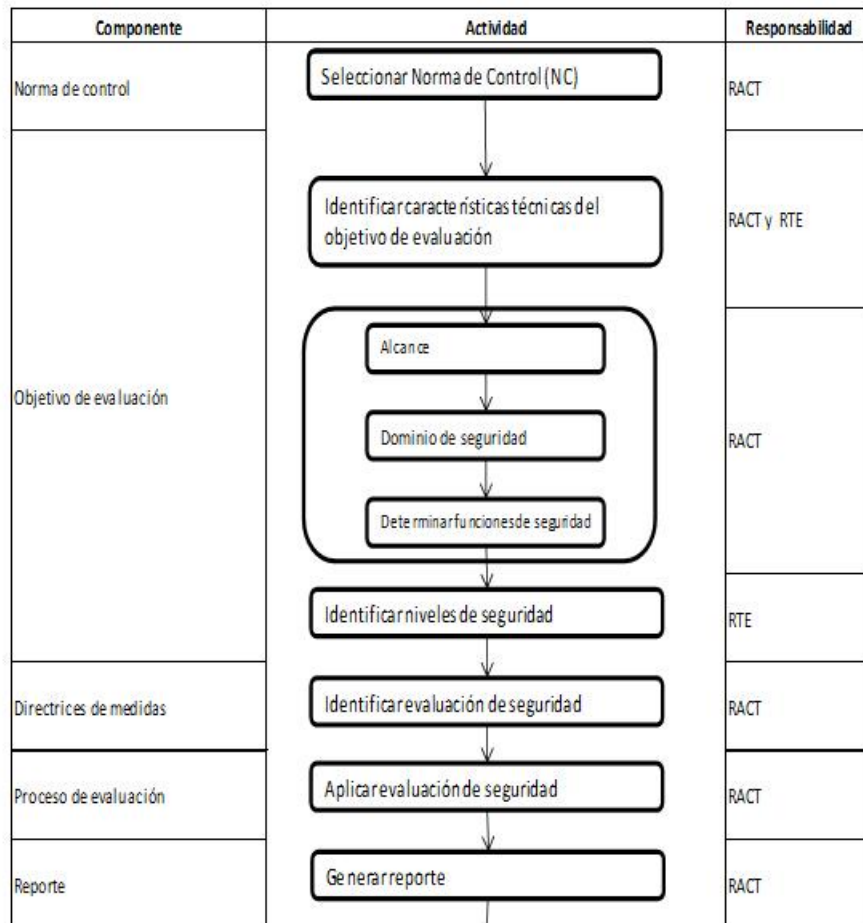 Componente
Actividad
Responsabilidad
Norma de control
Seleccionar Norma de Control (NC)
RACT
Identificar características técnicas del
objetivo de evaluación
RACT y RTE
Objetivo de evaluación
Alcance
Dominio de seguridad
Determinar funciones de seguridad
RACT
Identificar niveles de seguridad
RTE
Directrices de medidas
Identificar evaluación de seguridad
RACT
Proceso de evaluación
Aplicar evaluación de seguridad
RACT
Reporte
Generar reporte
RACT